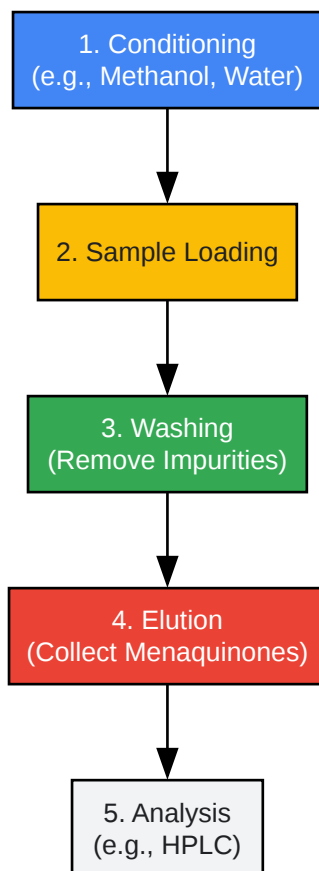 1. Conditioning
(e.g., Methanol, Water)
2. Sample Loading
3. Washing
(Remove Impurities)
4. Elution
(Collect Menaquinones)
5. Analysis
(e.g., HPLC)